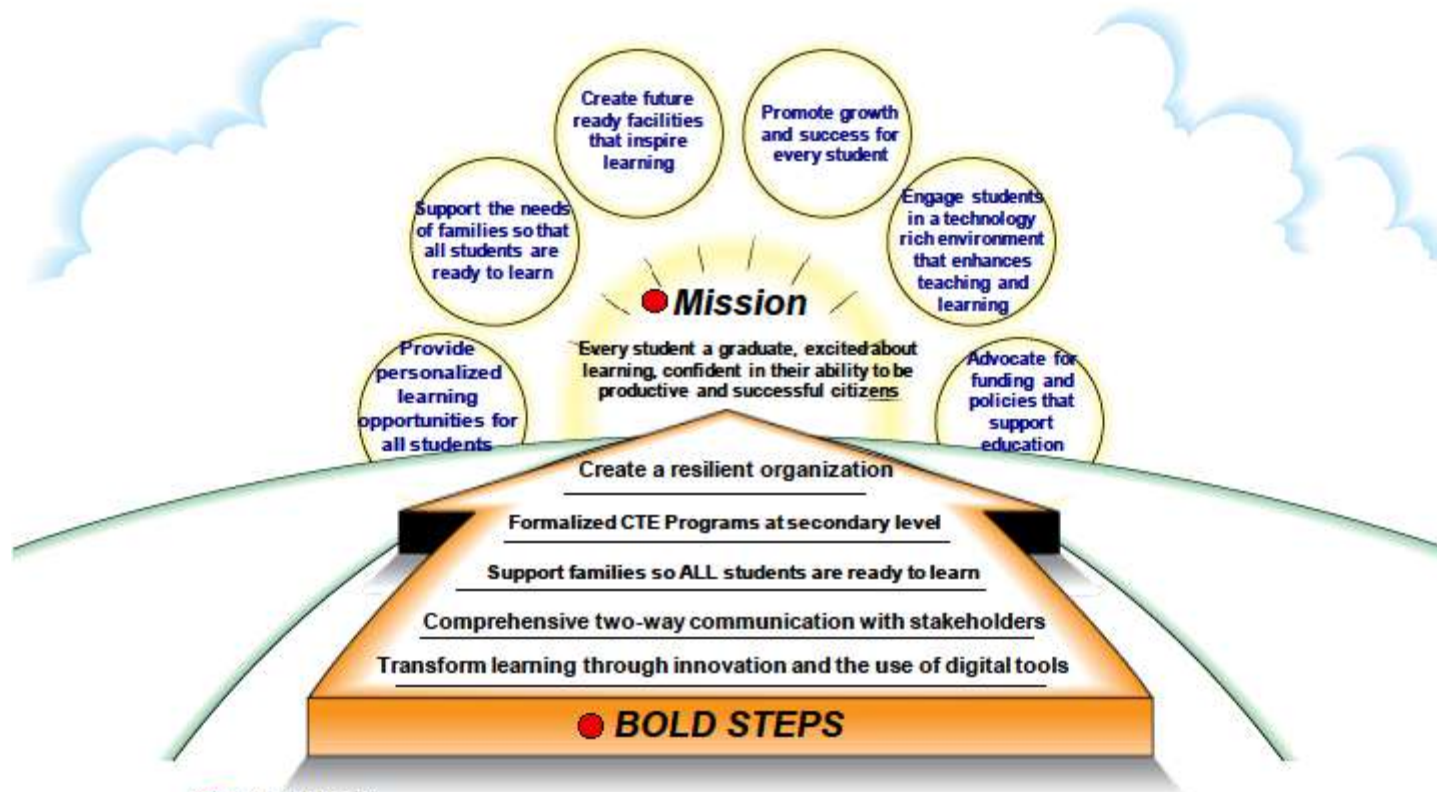 Create future
ready facilities
that inspire
learning
Promote growth
and success for
every student
Support the needs
of families so that
all students are
ready to learn
Engage students
in a technology
rich environment
that enhances
teaching and
learning
Provide
personalized
learning
opportunities for
all students
Advocate for
funding and
policies that
support
education
Mission
Every student a graduate, excited about
learning, confident in their ability to be
productive and successful citizens
Create a resilient organization
Formalized CTE Programs at secondary level
Support families so ALL students are ready to learn
Comprehensive two-way communication with stakeholders
Transform learning through innovation and the use of digital tools
BOLD STEPS